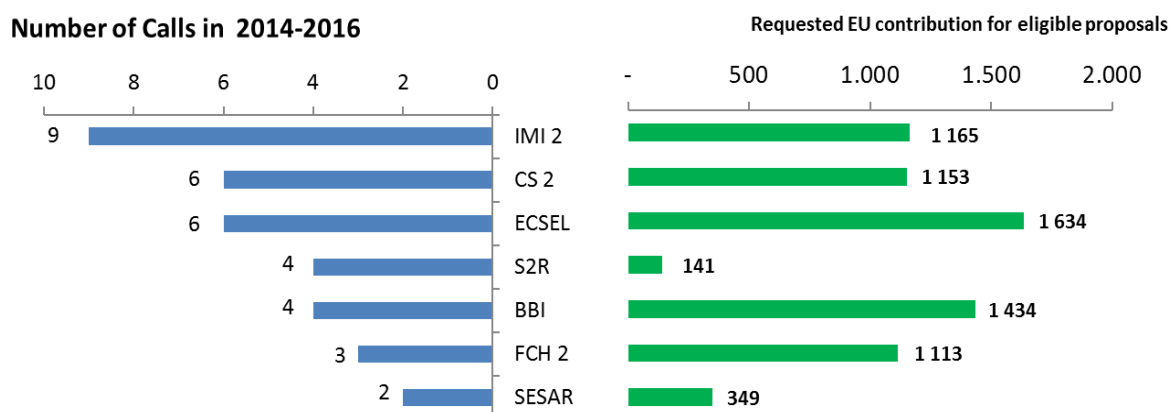 Number of Calls in 2014-2016
Requested EU contribution for eligible proposals
10 8 6 4 2 0
- 500 1.000 1.500 2.000
9 IMI 2 1 165
6 CS 2 1 153
6 ECSEL 1 634
4 S2R 141
4 BBI 1 434
3 FCH 2 1 113
2 SESAR 349